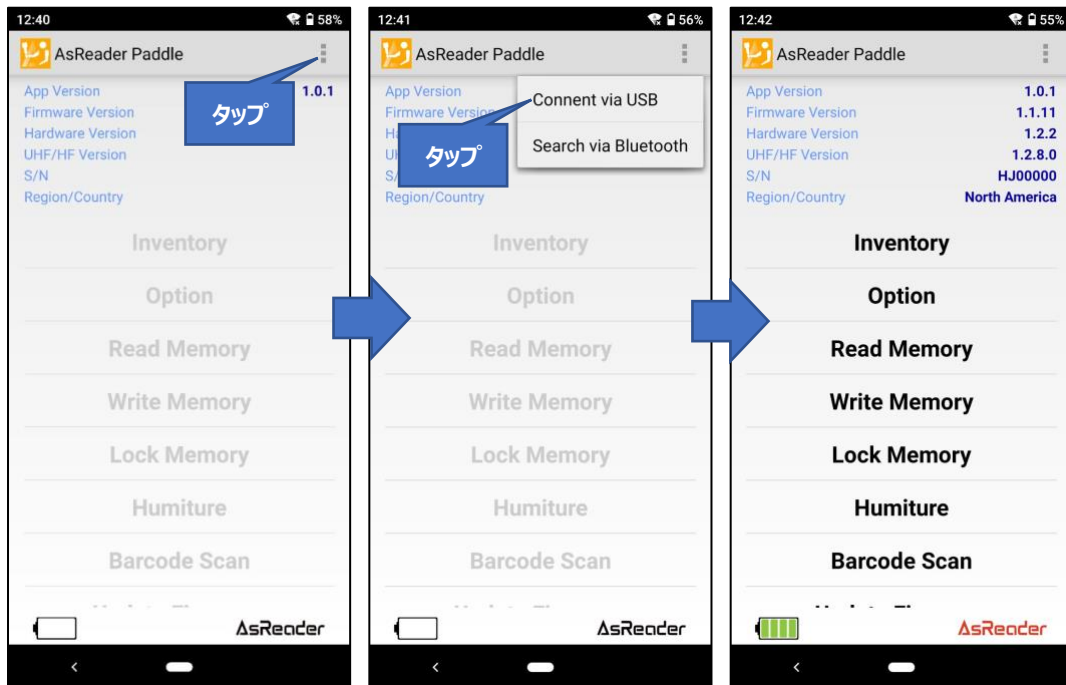 12:40 58%
AsReader Paddle
タップ
App Version 1.0.1
Firmware Version
Hardware Version
UHF/HF Version
S/N
Region/Country
Inventory
Option
Read Memory
Write Memory
Lock Memory
Humiture
Barcode Scan
AsReader
12:41 56%
AsReader Paddle
Connent via USB
Search via Bluetooth
タップ
App Version
Firmware Version
Region/Country
Inventory
Option
Read Memory
Write Memory
Lock Memory
Humiture
Barcode Scan
AsReader
12:42 55%
AsReader Paddle
App Version 1.0.1
Firmware Version 1.1.11
Hardware Version 1.2.2
UHF/HF Version 1.2.8.0
S/N HJ00000
Region/Country North America
Inventory
Option
Read Memory
Write Memory
Lock Memory
Humiture
Barcode Scan
AsReader